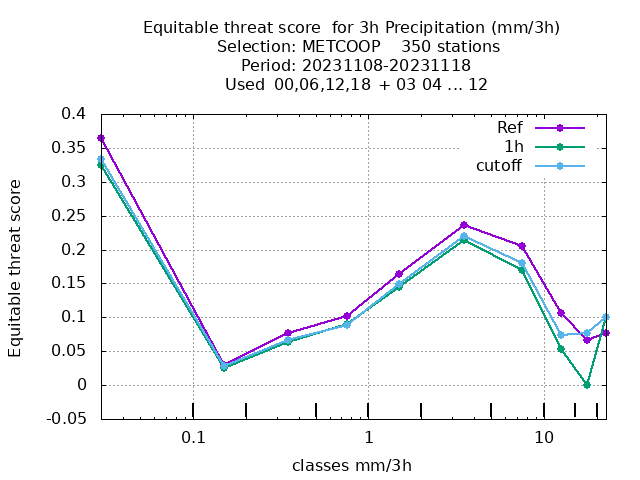 Equitable threat score for 3h Precipitation (mm/3h)
Selection: METCOOP 350 stations
Period: 20231108-20231118
Used 00,06,12,18 + 03 04 ... 12
Equitable threat score
0.4
0.35
0.3
0.25
0.2
0.15
0.1
0.05
0
-0.05
Ref
1h
cutoff
0.1 1 10
classes mm/3h